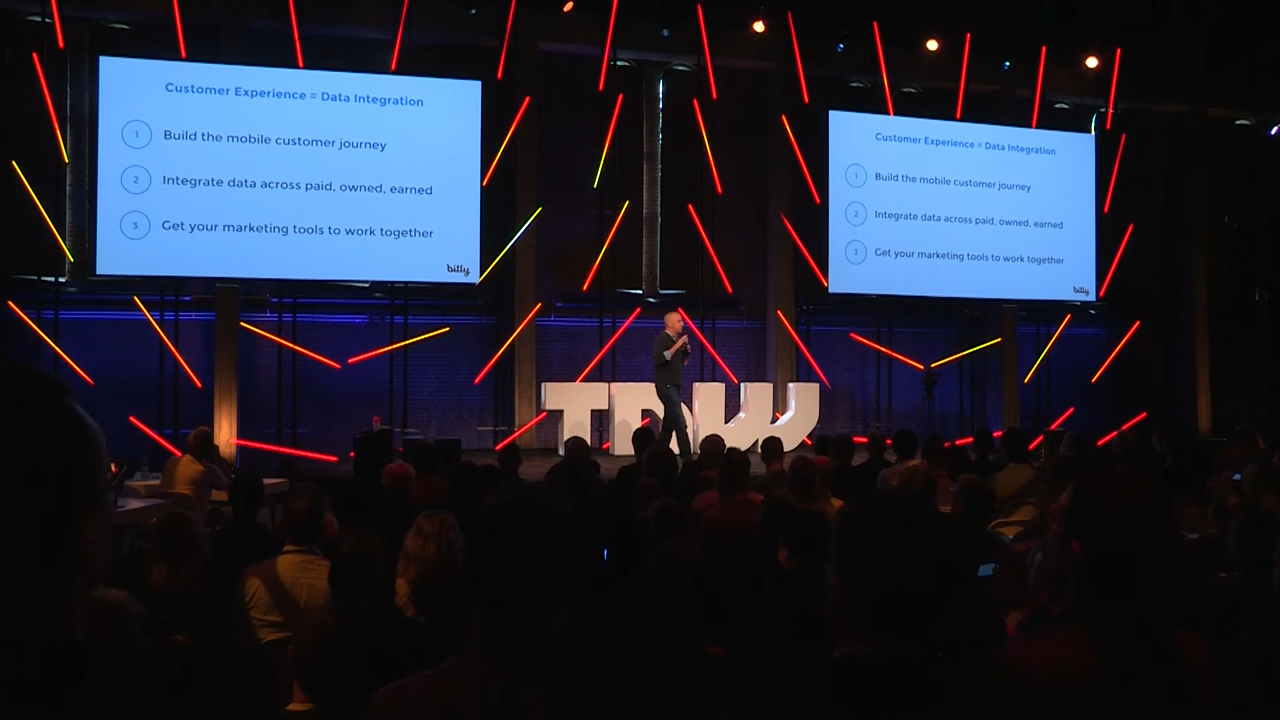 Customer Experience = Data Integration
1 Build the mobile customer journey
2 Integrate data across paid, owned, earned
3 Get your marketing tools to work together
bitly
Customer Experience = Data Integration
1 Build the mobile customer journey
2 Integrate data across paid, owned, earned
3 Get your marketing tools to work together
bitly
TNW